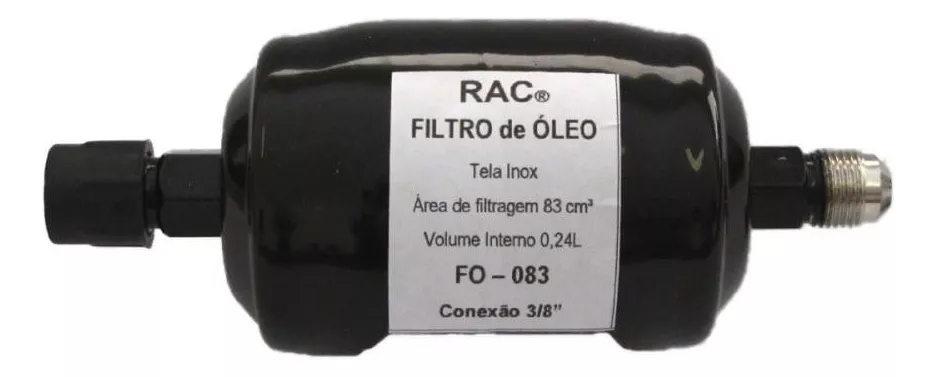 RAC®
FILTRO de ÓLEO
Tela Inox
Área de filtragem 83 cm³
Volume Interno 0,24L
FO – 083
Conexão 3/8”